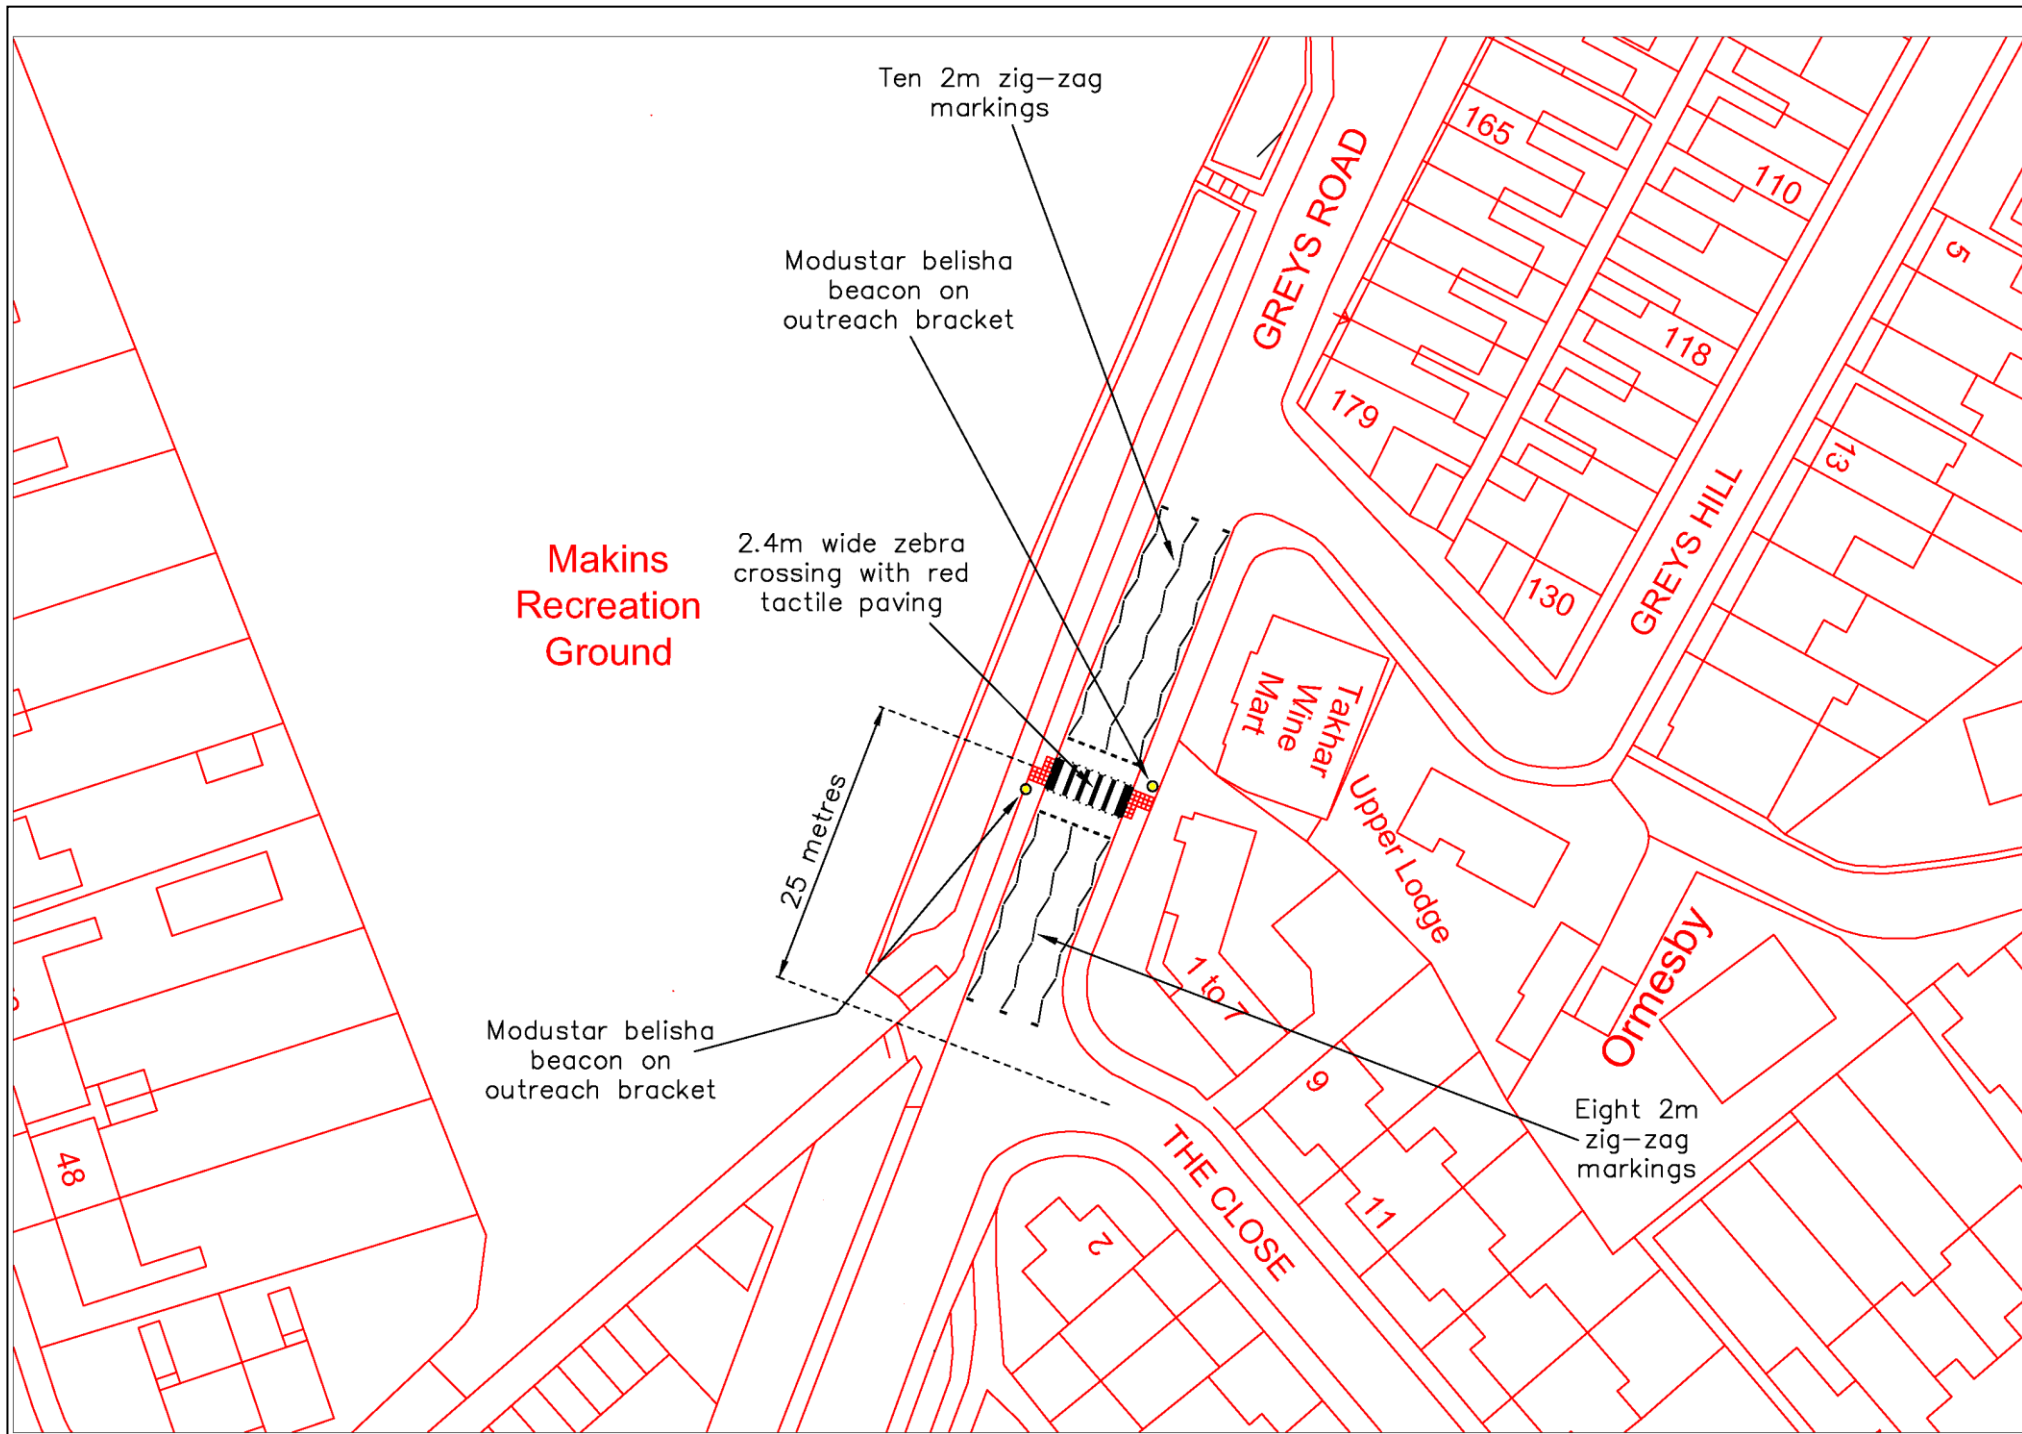 Ten 2m zig-zag
markings
Modustar belisha
beacon on
outreach bracket
2.4m wide zebra
crossing with red
tactile paving
Makins
Recreation
Ground
25 metres
Modustar belisha
beacon on
outreach bracket
Eight 2m
zig-zag
markings
GREYS ROAD
165
179
110
118
130
5
13
GREYS HILL
Takhar
Wine
Mart
Upper Lodge
Ormesby
1 to 7
9
11
2
THE CLOSE
48